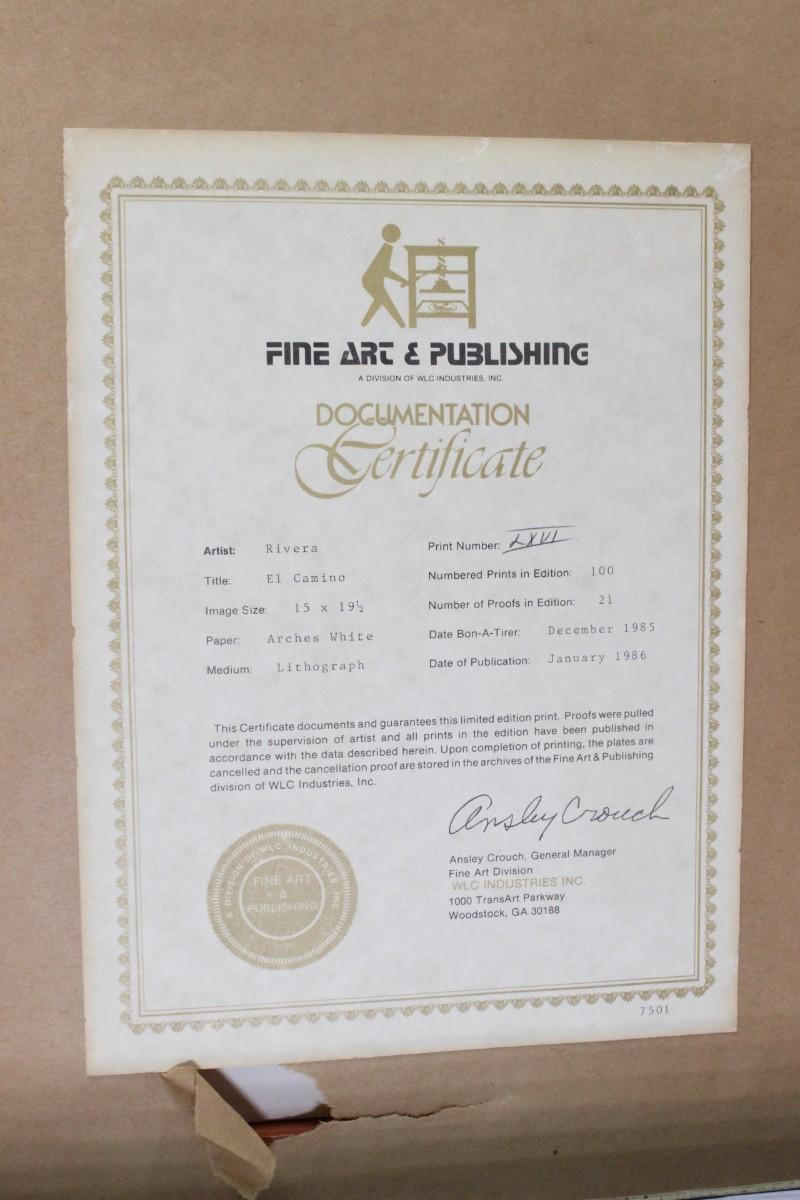 FINE ART & PUBLISHING
A DIVISION OF WLC INDUSTRIES, INC.
DOCUMENTATION
Certificate
Artist: Rivera
Title: El Camino
Image Size: 15 x 19½
Paper: Arches White
Medium: Lithograph
Print Number: LXVI
Numbered Prints in Edition: 100
Number of Proofs in Edition: 21
Date Bon-A-Tirer: December 1985
Date of Publication: January 1986
This Certificate documents and guarantees this limited edition print. Proofs were pulled
under the supervision of artist and all prints in the edition have been published in
accordance with the data described herein. Upon completion of printing, the plates are
cancelled and the cancellation proof are stored in the archives of the Fine Art & Publishing
division of WLC Industries, Inc.
Ansley Crouch
Ansley Crouch, General Manager
Fine Art Division
WLC INDUSTRIES INC.
1000 TransArt Parkway
Woodstock, GA 30188
A DIVISION OF WLC INDUSTRIES INC
FINE ART
&
PUBLISHING
7501